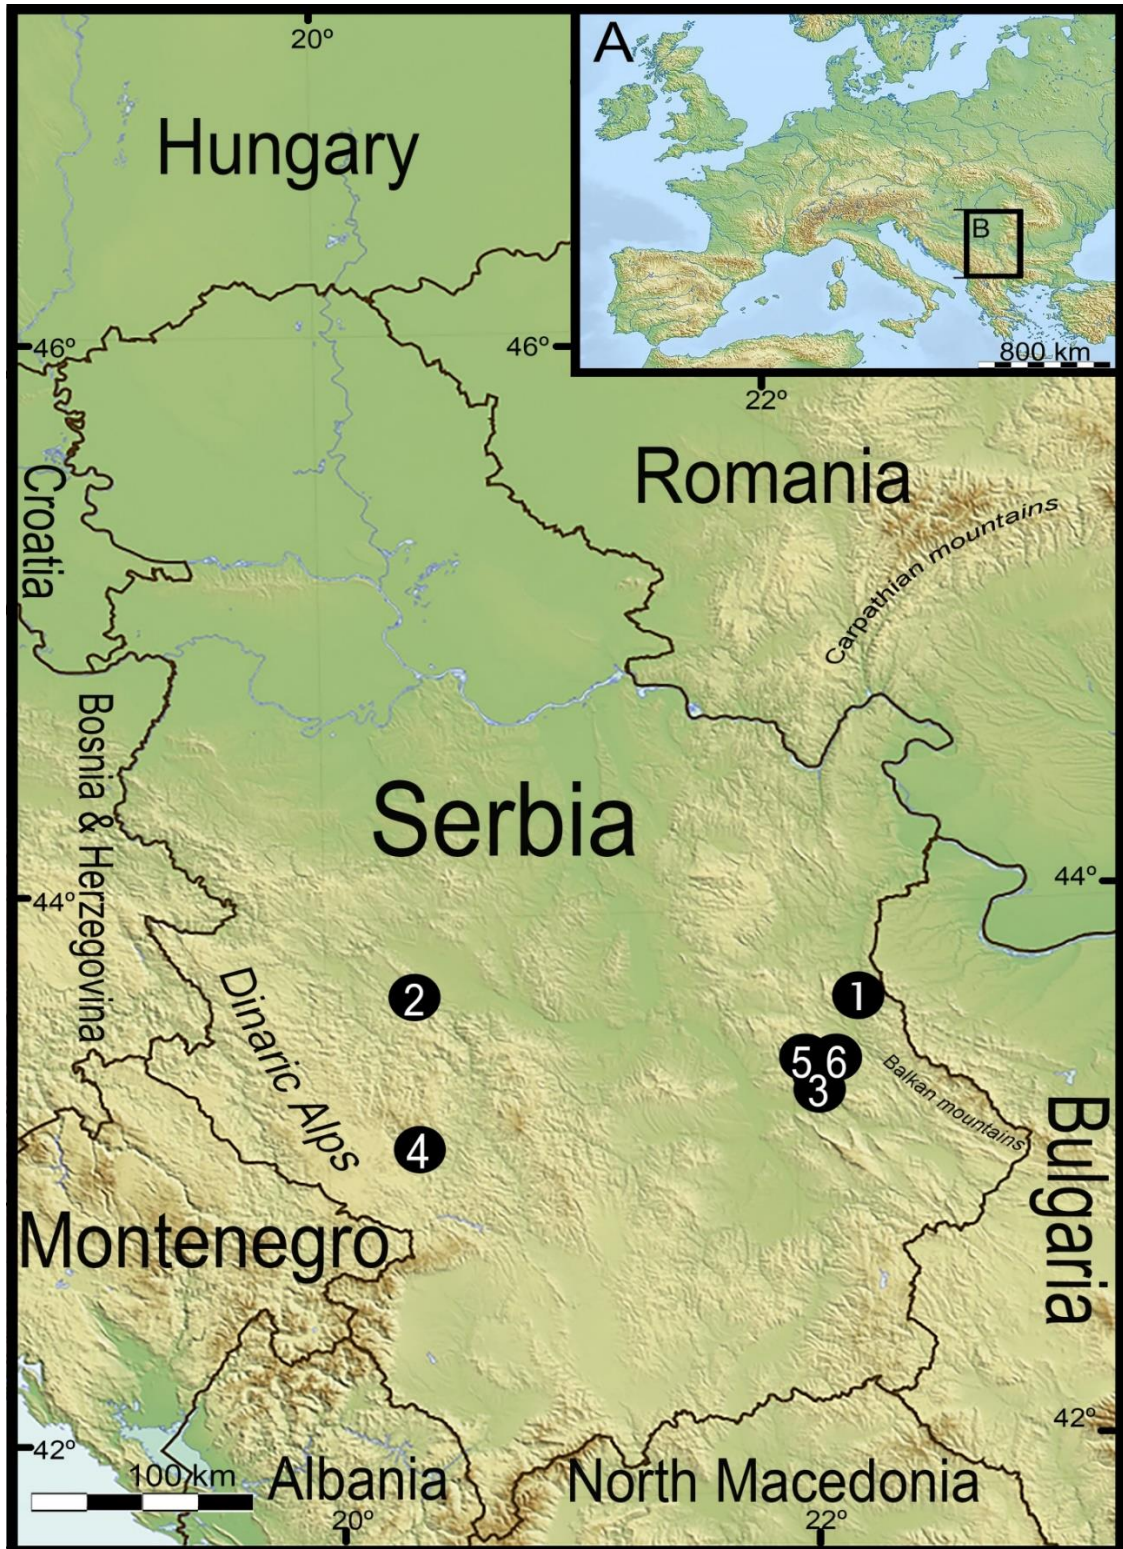 20º
A
Hungary
B
46º
46º
800 km
22º
Romania
Croatia
Carpathian mountains
Bosnia & Herzegovina
Serbia
44º
44º
Dinaric Alps
2
1
5
6
3
Balkan mountains
4
Bulgaria
Montenegro
42º
42º
100 km
Albania
North Macedonia
20º
22º